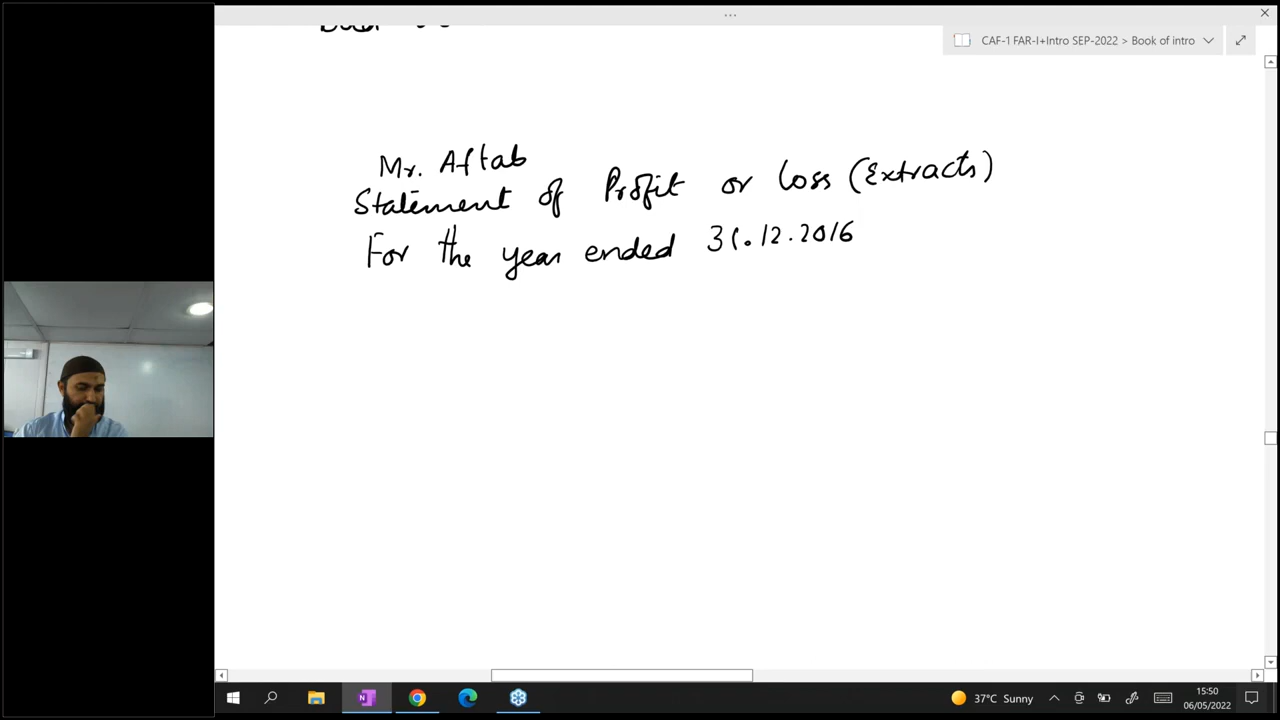 CAF-1 FAR-I+Intro SEP-2022 > Book of intro
Mr. Aftab
Statement of Profit or Loss (Extracts)
For the year ended 31.12.2016
37°C Sunny
15:50
06/05/2022